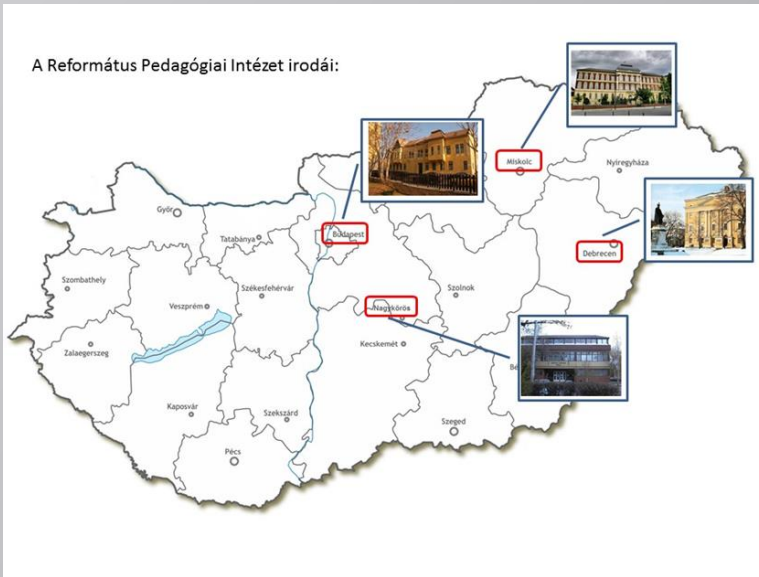 A Református Pedagógiai Intézet irodái:
Miskolc
Nyíregyháza
Győr
Budapest
Tatabánya
Debrecen
Szombathely
Székesfehérvár
Szolnok
Veszprém
Nagykőrös
Zalaegerszeg
Kecskemét
Kaposvár
Szekszárd
Szeged
Pécs